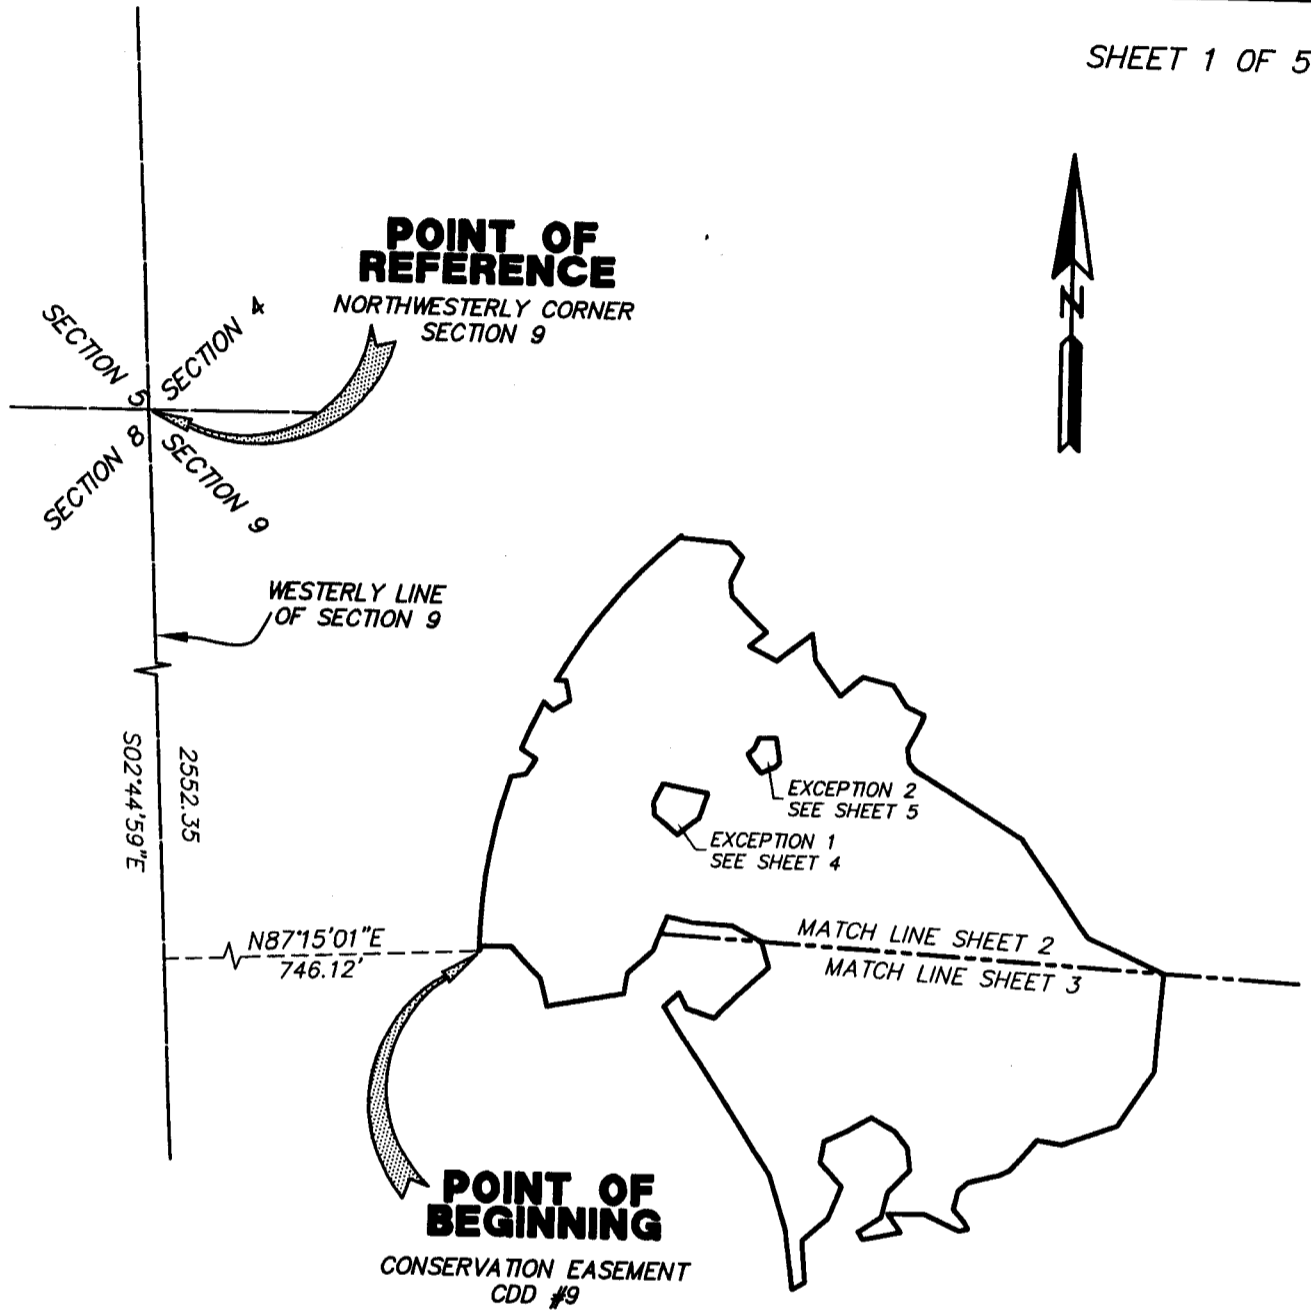 SHEET 1 OF 5
POINT OF
REFERENCE
NORTHWESTERLY CORNER
SECTION 9
N
SECTION 5
SECTION 4
SECTION 8
SECTION 9
WESTERLY LINE
OF SECTION 9
S02°44'59"E
2552.35
EXCEPTION 2
SEE SHEET 5
EXCEPTION 1
SEE SHEET 4
N87°15'01"E
746.12'
MATCH LINE SHEET 2
MATCH LINE SHEET 3
POINT OF
BEGINNING
CONSERVATION EASEMENT
CDD #9